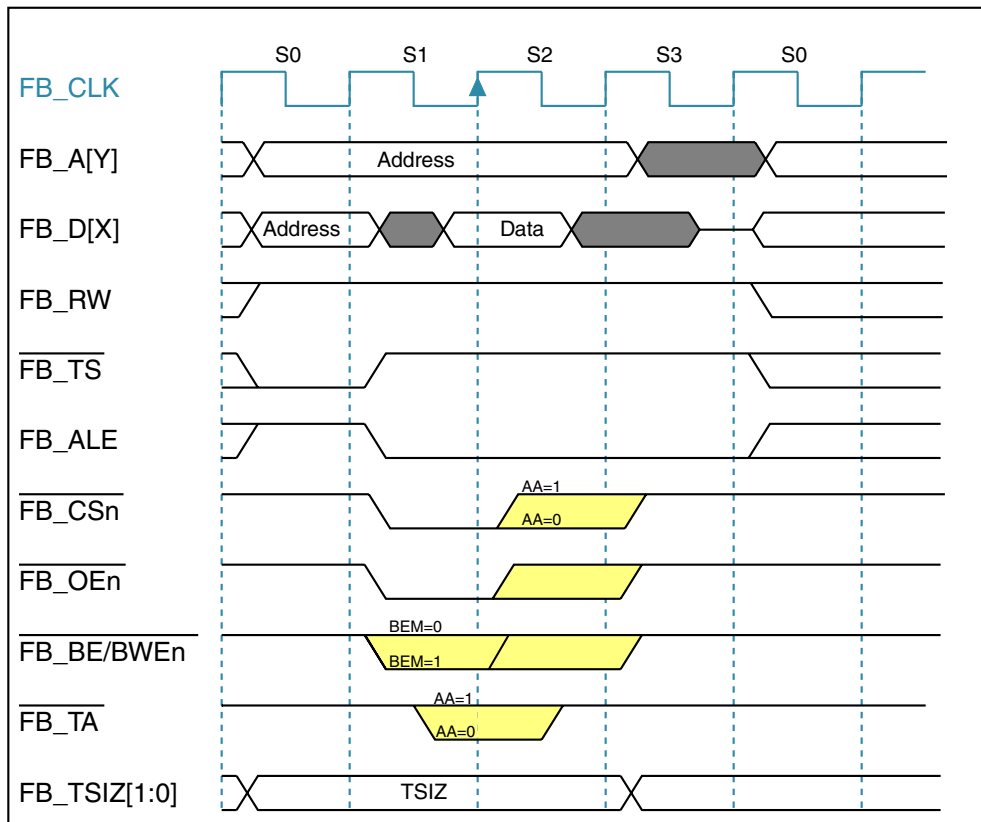 S0 S1 S2 S3 S0
FB_CLK
FB_A[Y] Address
FB_D[X] Address Data
FB_RW
FB_TS
FB_ALE
FB_CSn AA=1
AA=0
FB_OEn
FB_BE/BWEn BEM=0
BEM=1
FB_TA AA=1
AA=0
FB_TSIZ[1:0] TSIZ